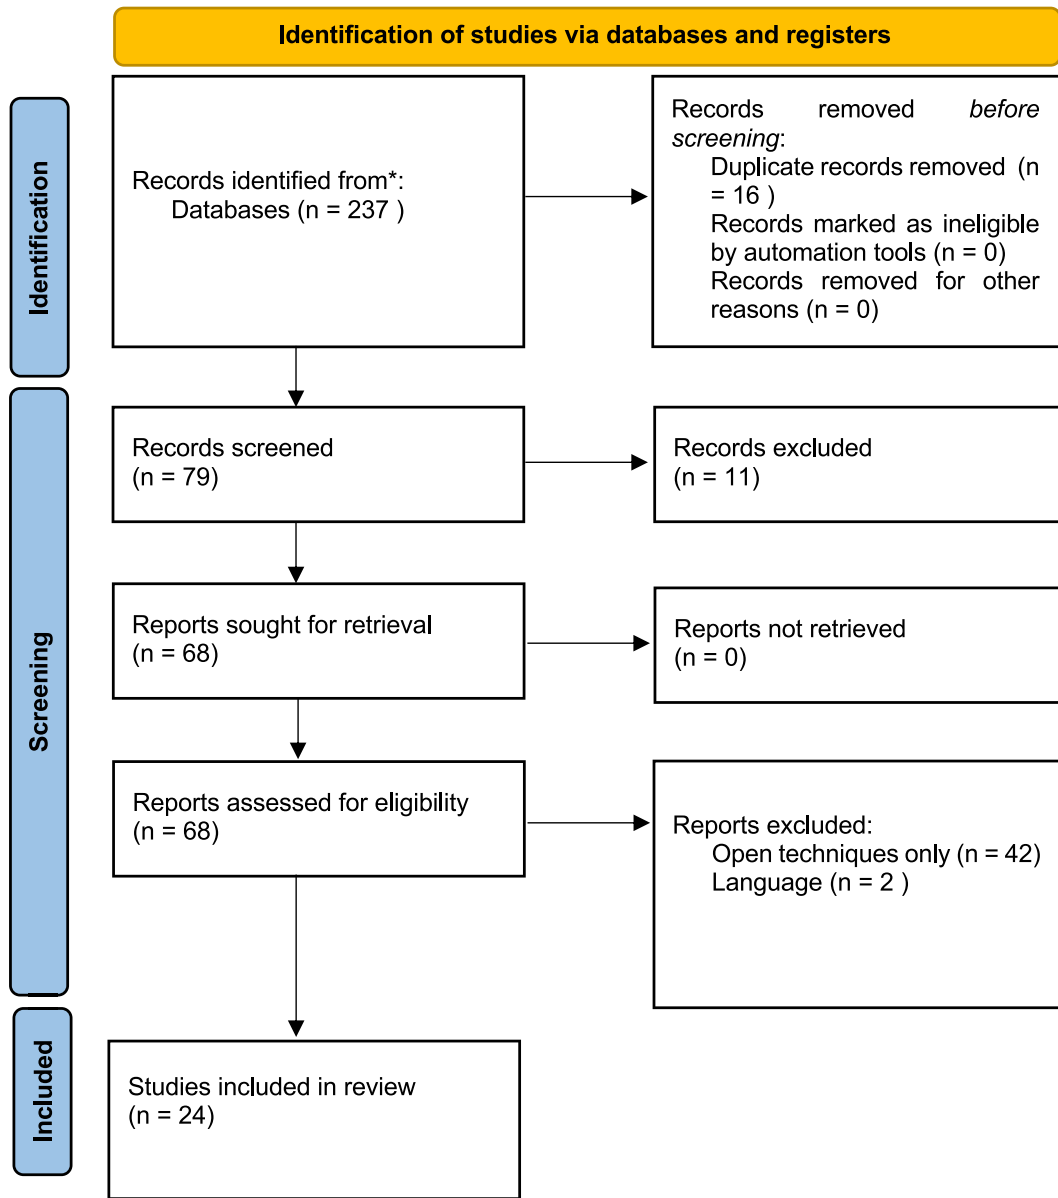 Identification of studies via databases and registers
Identification
Records identified from*:
Databases (n = 237 )
Records removed before
screening:
Duplicate records removed (n
= 16 )
Records marked as ineligible
by automation tools (n = 0)
Records removed for other
reasons (n = 0)
Screening
Records screened
(n = 79)
Records excluded
(n = 11)
Reports sought for retrieval
(n = 68)
Reports not retrieved
(n = 0)
Reports assessed for eligibility
(n = 68)
Reports excluded:
Open techniques only (n = 42)
Language (n = 2 )
Included
Studies included in review
(n = 24)